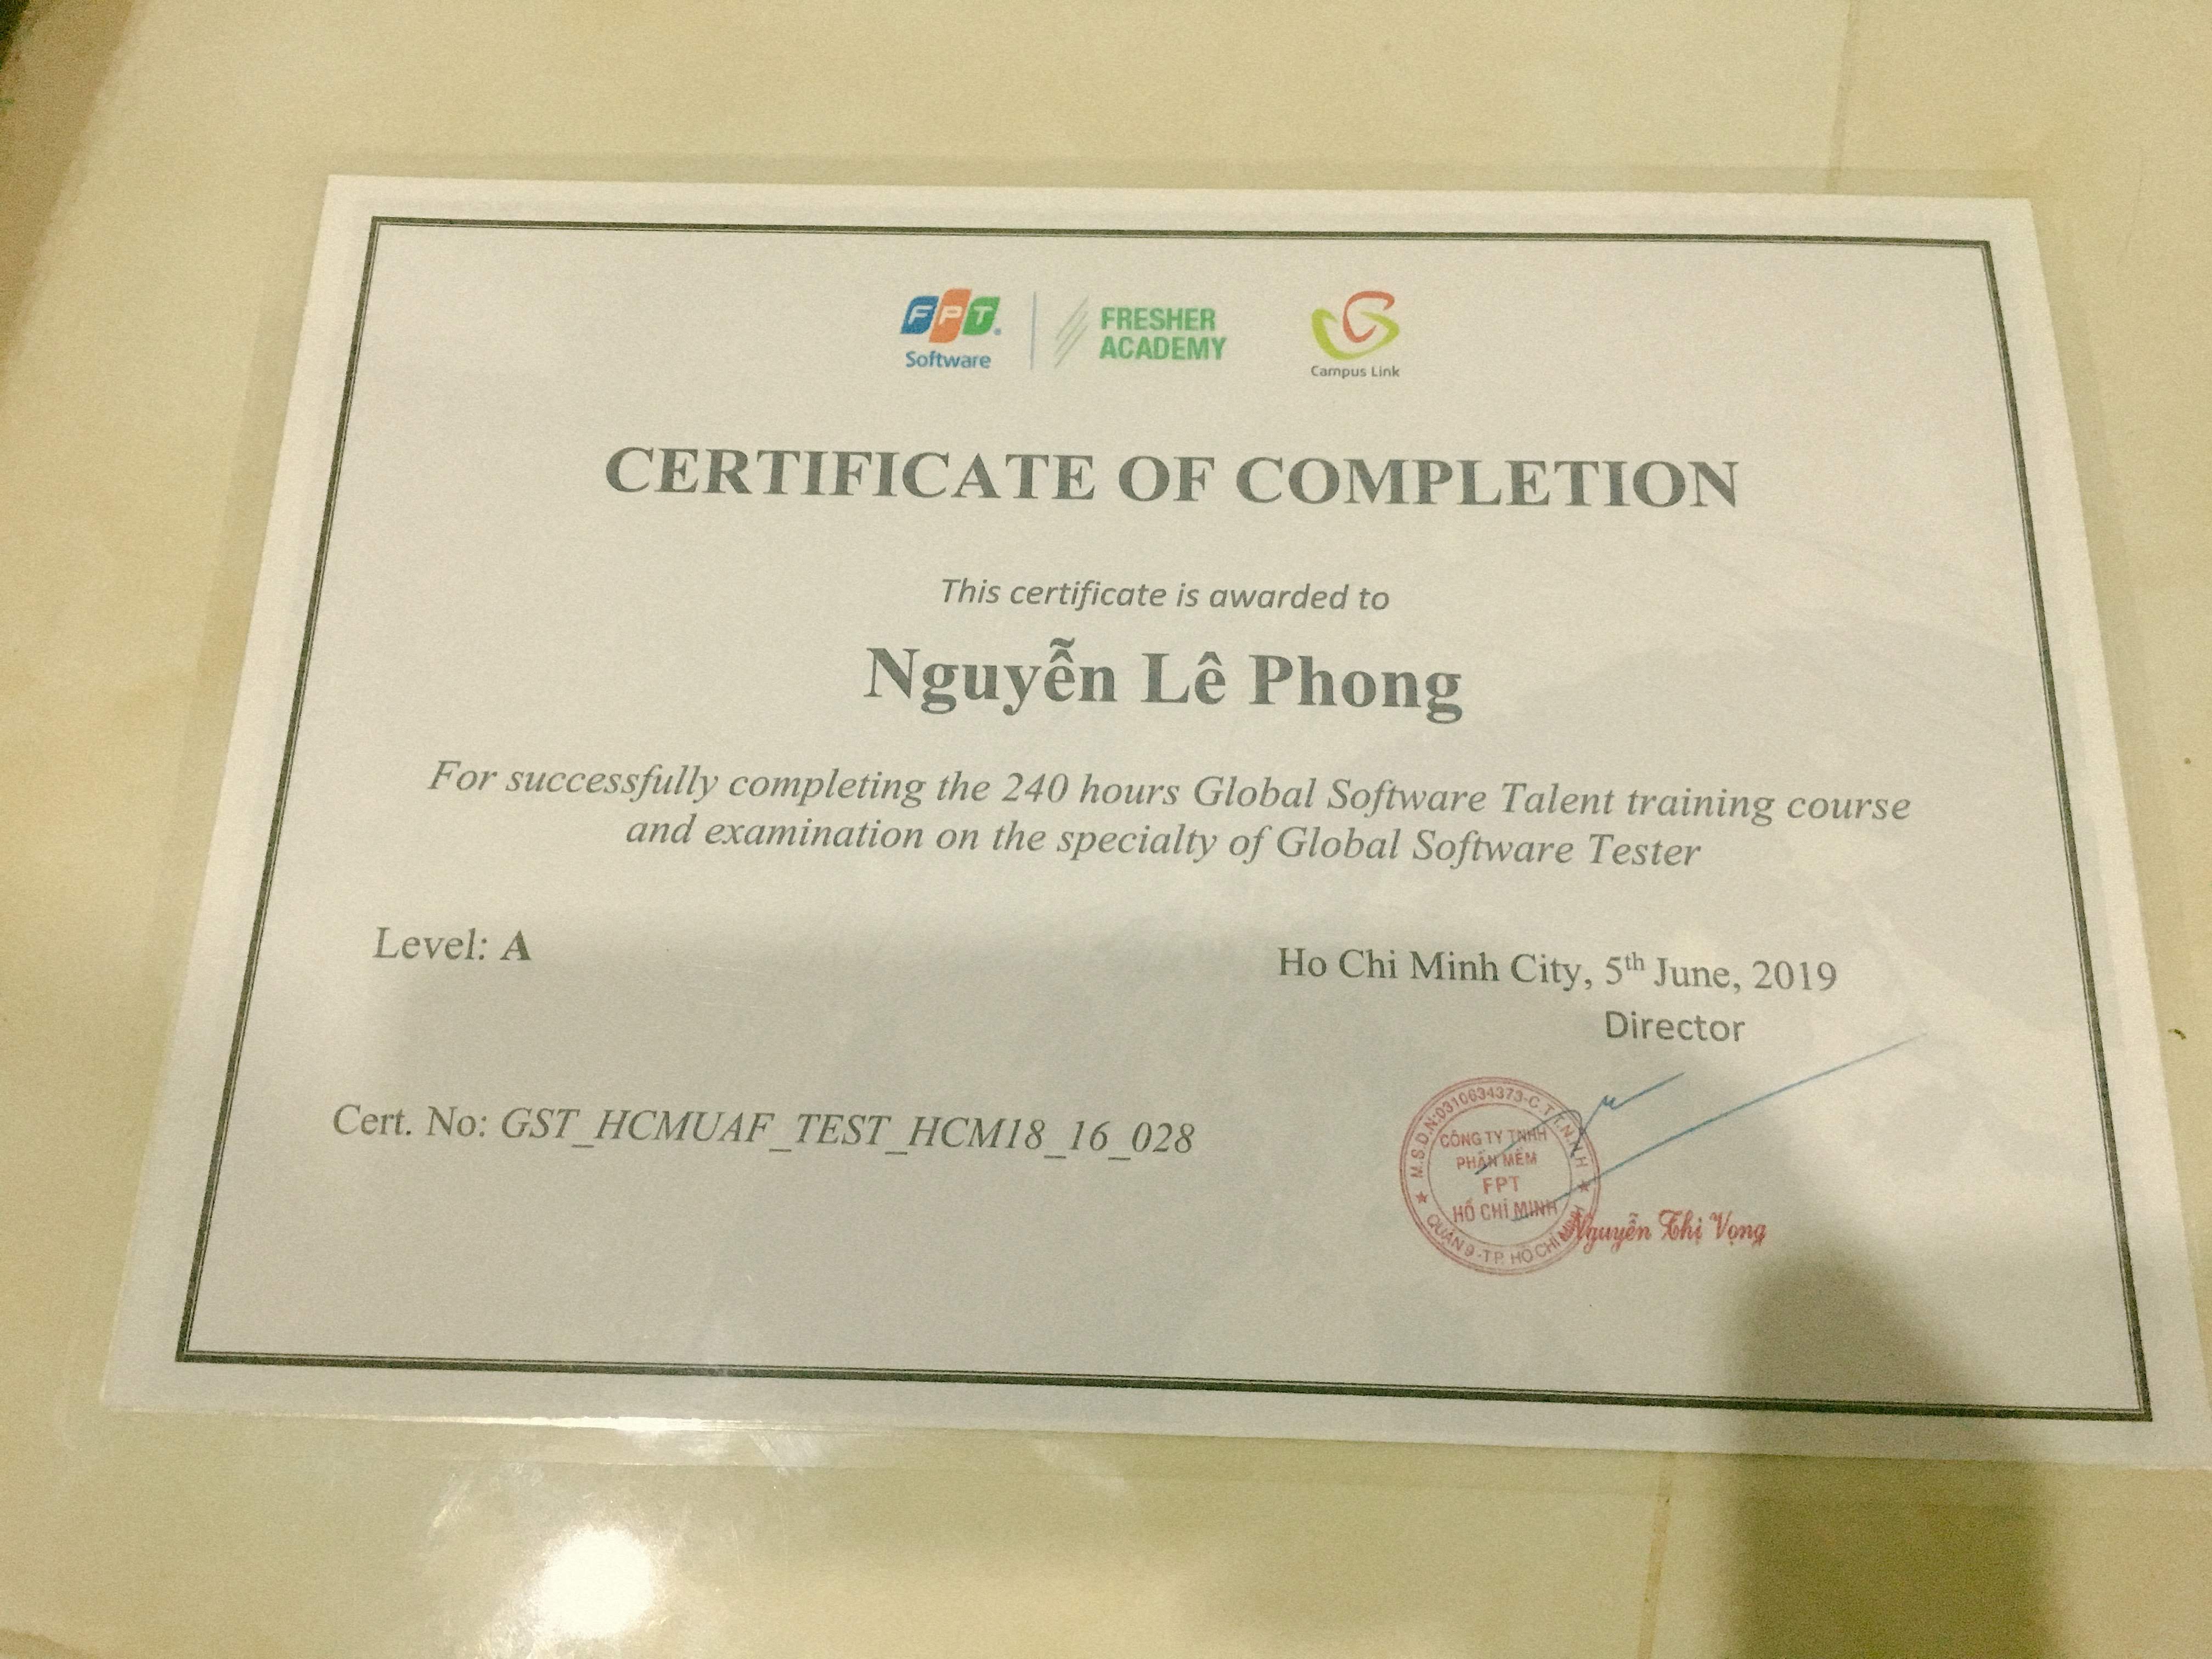 FPT.
Software
FRESHER
ACADEMY
Campus Link
CERTIFICATE OF COMPLETION
This certificate is awarded to
Nguyễn Lê Phong
For successfully completing the 240 hours Global Software Talent training course
and examination on the specialty of Global Software Tester
Level: A
Ho Chi Minh City, 5th June, 2019
Director
Cert. No: GST_HCMUAF_TEST_HCM18_16_028
M.S.D.N:0310634373-C.T.T.N.H.H
CÔNG TY TNHH
PHẦN MỀM
FPT
HỒ CHÍ MINH
QUẬN 9 -T.P. HỒ CHÍ MINH
Nguyễn Thị Vọng